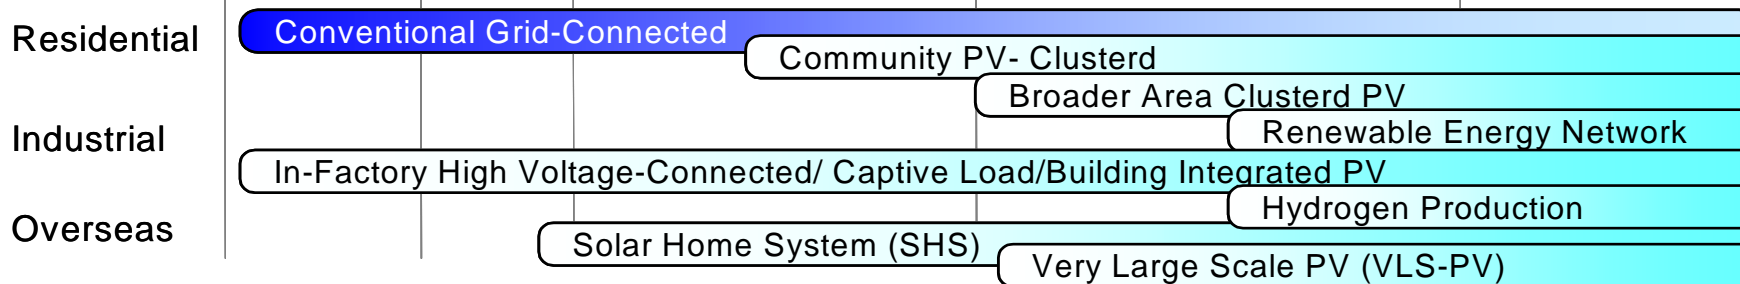 Residential
Conventional Grid-Connected
Community PV- Clusterd
Broader Area Clusterd PV
Industrial
Renewable Energy Network
In-Factory High Voltage-Connected/ Captive Load/Building Integrated PV
Hydrogen Production
Overseas
Solar Home System (SHS)
Very Large Scale PV (VLS-PV)